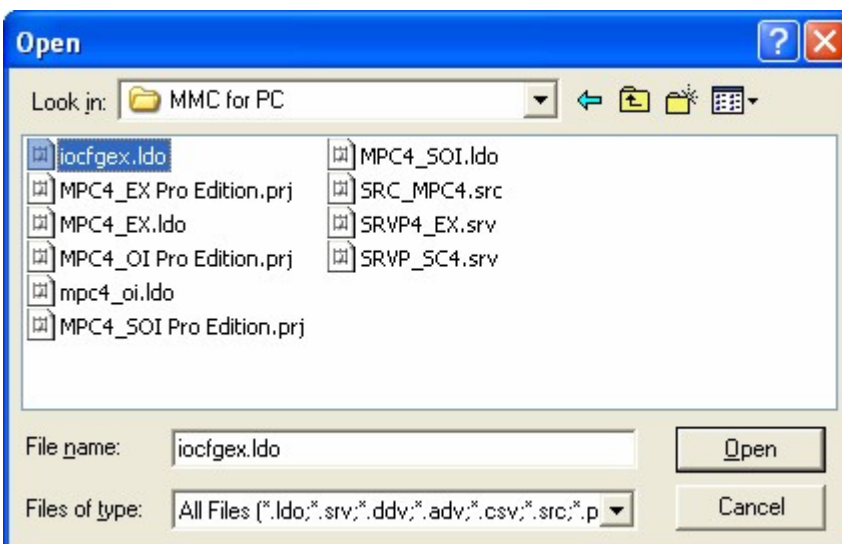 Open
Look in: MMC for PC
iocfgex.ldo
MPC4_EX Pro Edition.prj
MPC4_EX.ldo
MPC4_OI Pro Edition.prj
mpc4_oi.ldo
MPC4_SOI Pro Edition.prj
MPC4_SOI.ldo
SRC_MPC4.src
SRVP4_EX.srv
SRVP_SC4.srv
File name: iocfgex.ldo Open
Files of type: All Files (*.ldo;*.srv;*.ddv;*.adv;*.csv;*.src;*.p Cancel